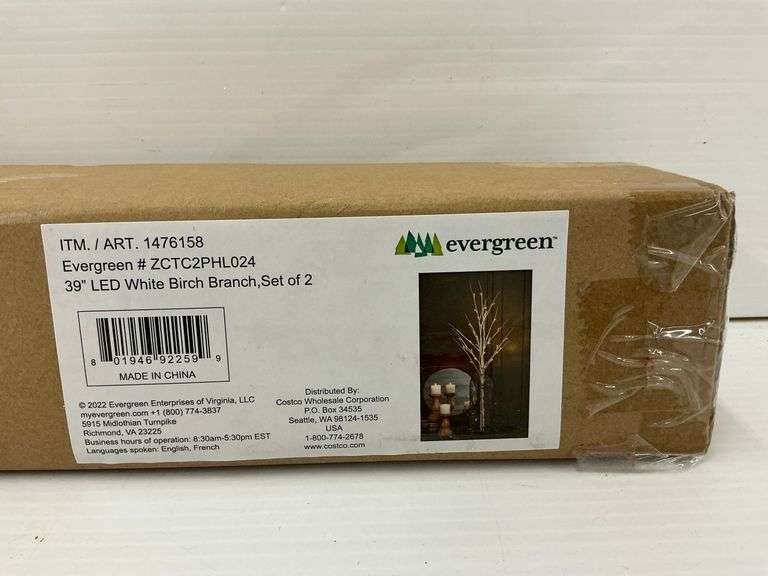 ITM. / ART. 1476158
Evergreen # ZCTC2PHL024
39" LED White Birch Branch,Set of 2
evergreen™
8 01946 92259 9
MADE IN CHINA
© 2022 Evergreen Enterprises of Virginia, LLC
myevergreen.com +1 (800) 774-3837
5915 Midlothian Turnpike
Richmond, VA 23225
Business hours of operation: 8:30am-5:30pm EST
Languages spoken: English, French
Distributed By:
Costco Wholesale Corporation
P.O. Box 34535
Seattle, WA 98124-1535
USA
1-800-774-2678
www.costco.com